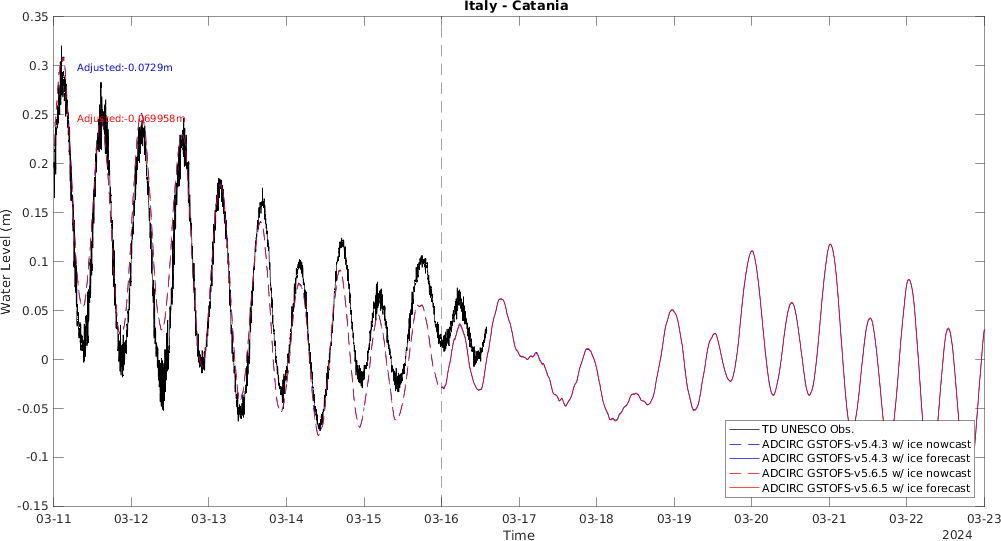 Italy - Catania
0.35
0.3
0.25
0.2
0.15
0.1
0.05
0
-0.05
-0.1
-0.15
Water Level (m)
Adjusted:-0.0729m
Adjusted:-0.069958m
TD UNESCO Obs.
ADCIRC GSTOFS-v5.4.3 w/ ice nowcast
ADCIRC GSTOFS-v5.4.3 w/ ice forecast
ADCIRC GSTOFS-v5.6.5 w/ ice nowcast
ADCIRC GSTOFS-v5.6.5 w/ ice forecast
03-11 03-12 03-13 03-14 03-15 03-16 03-17 03-18 03-19 03-20 03-21 03-22 03-23
Time
2024